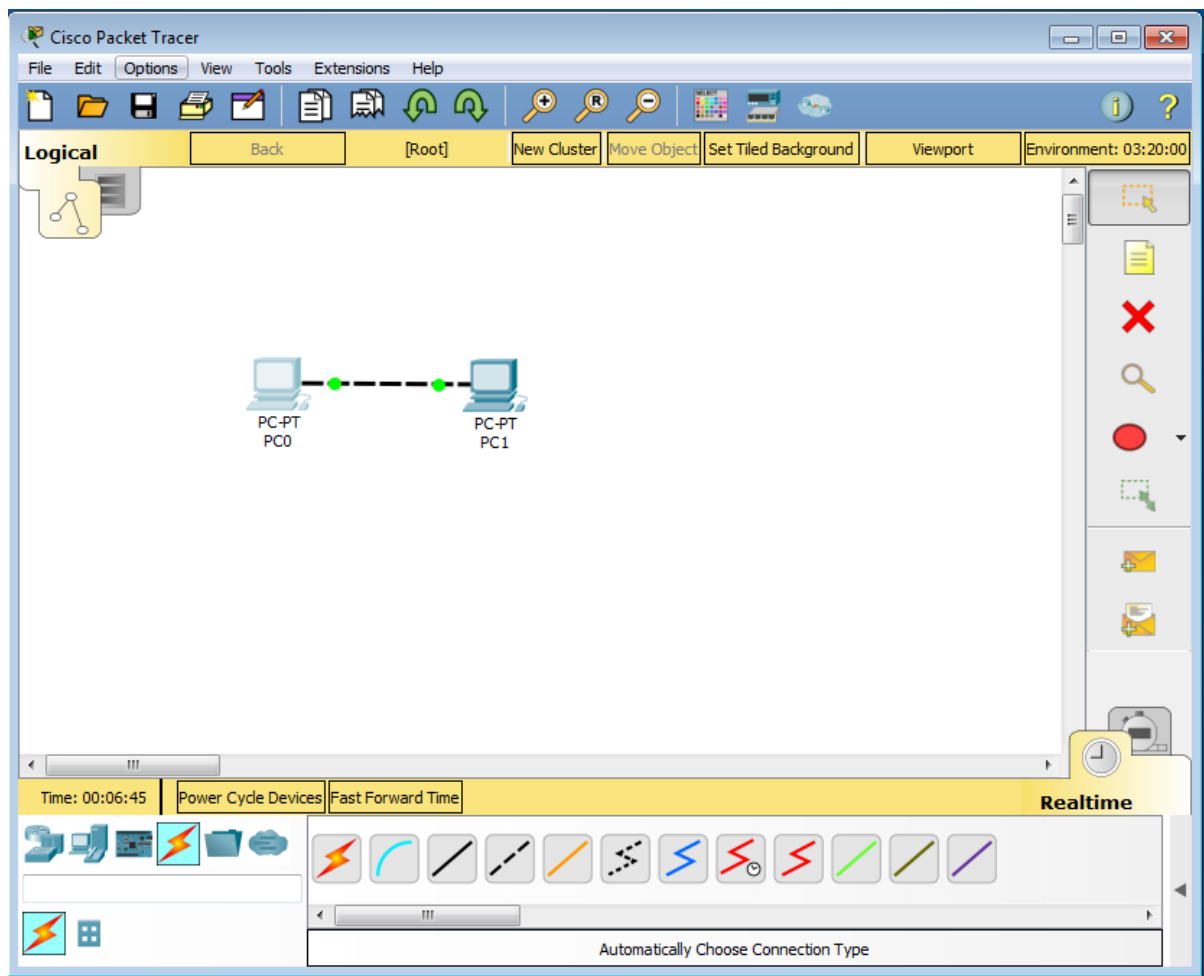 Cisco Packet Tracer
File Edit Options View Tools Extensions Help
Logical Back [Root] New Cluster Move Object Set Tiled Background Viewport Environment: 03:20:00
PC-PT
PC0
PC-PT
PC1
Time: 00:06:45 Power Cycle Devices Fast Forward Time Realtime
Automatically Choose Connection Type